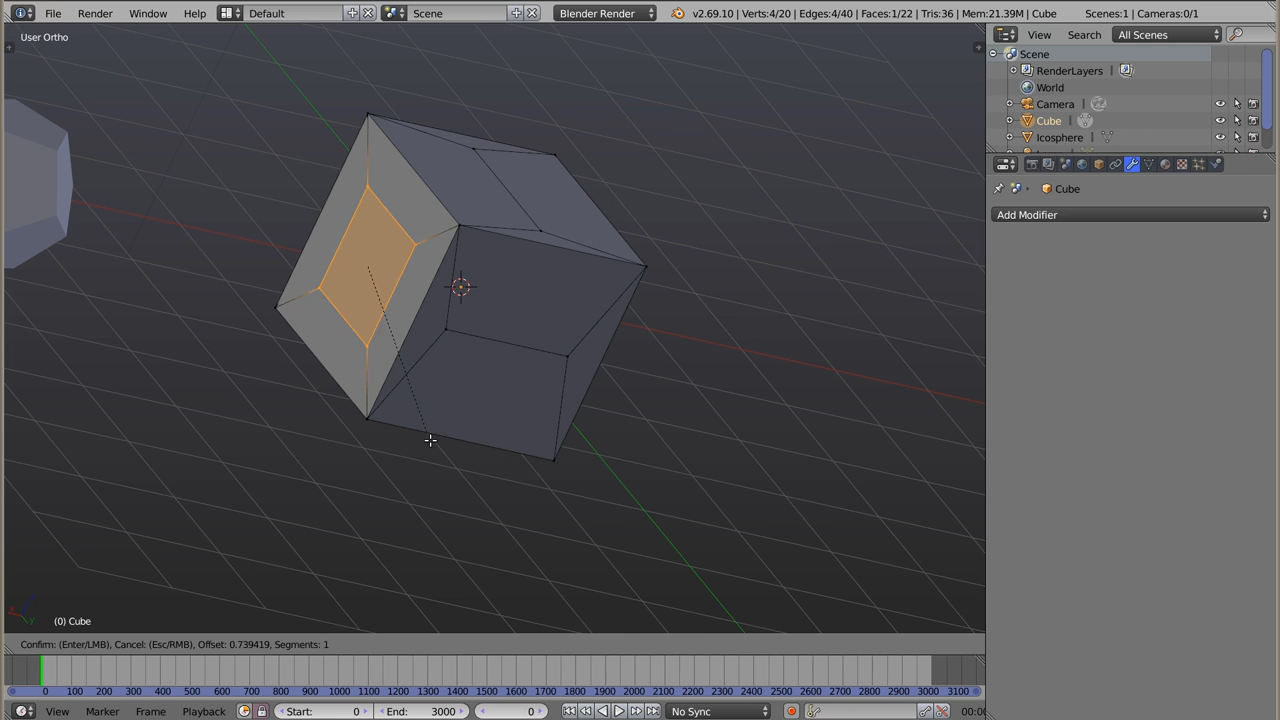 File Render Window Help Default Scene Blender Render v2.69.10 | Verts:4/20 | Edges:4/40 | Faces:1/22 | Tris:36 | Mem:21.39M | Cube Scenes:1 | Cameras:0/1
User Ortho
View Search All Scenes
Scene
RenderLayers
World
Camera
Cube
Icosphere
Cube
Add Modifier
(0) Cube
Confirm: (Enter/LMB), Cancel: (Esc/RMB), Offset: 0.739419, Segments: 1
0 100 200 300 400 500 600 700 800 900 1000 1100 1200 1300 1400 1500 1600 1700 1800 1900 2000 2100 2200 2300 2400 2500 2600 2700 2800 2900 3000 3100
View Marker Frame Playback Start: 0 End: 3000 0 No Sync